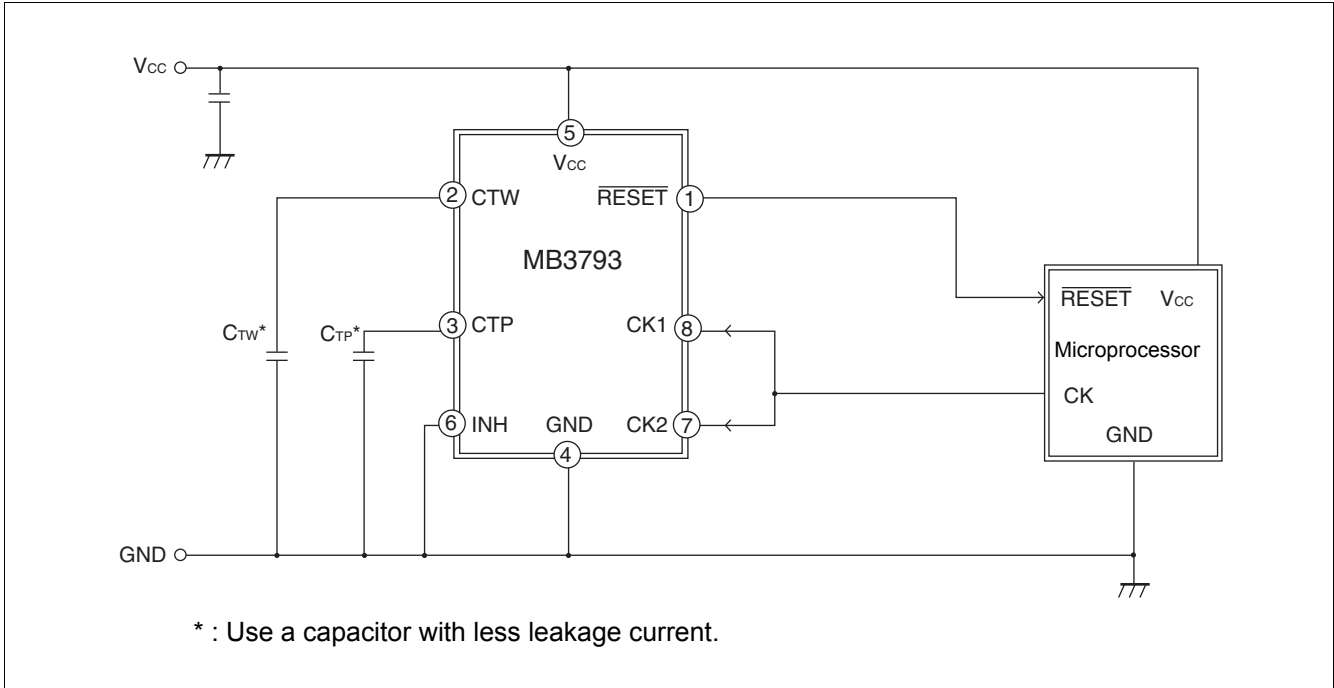 Vcc
5
Vcc
2 CTW
RESET 1
MB3793
RESET Vcc
CTW*
CTP*
3 CTP
CK1 8
Microprocessor
CK
6 INH
GND
CK2 7
GND
4
GND
* : Use a capacitor with less leakage current.